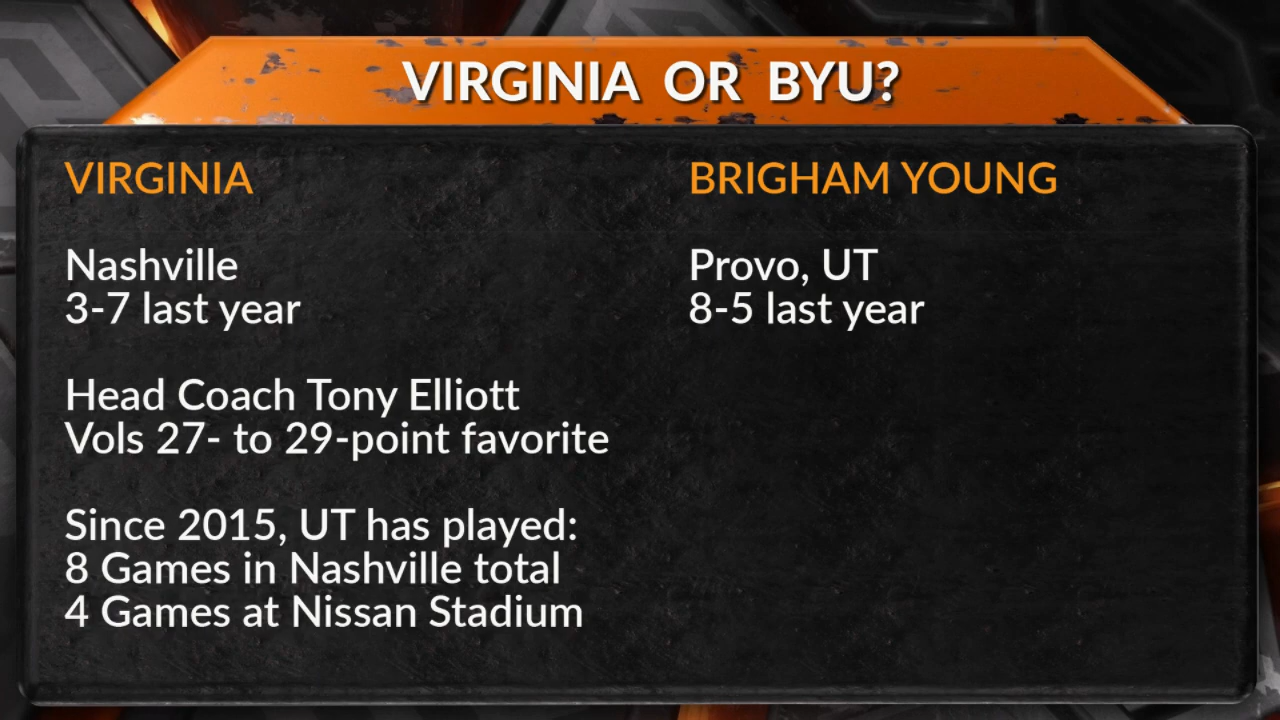 VIRGINIA OR BYU?
VIRGINIA
Nashville
3-7 last year
Head Coach Tony Elliott
Vols 27- to 29-point favorite
Since 2015, UT has played:
8 Games in Nashville total
4 Games at Nissan Stadium
BRIGHAM YOUNG
Provo, UT
8-5 last year